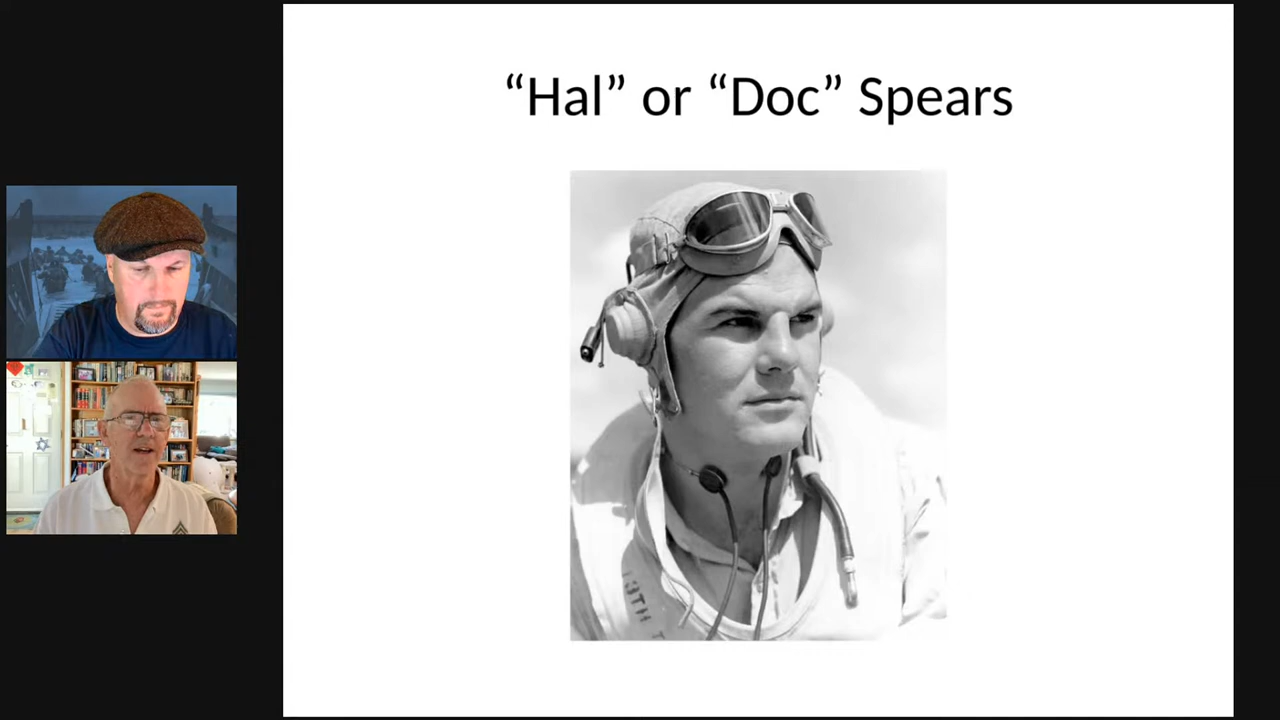 “Hal” or “Doc” Spears